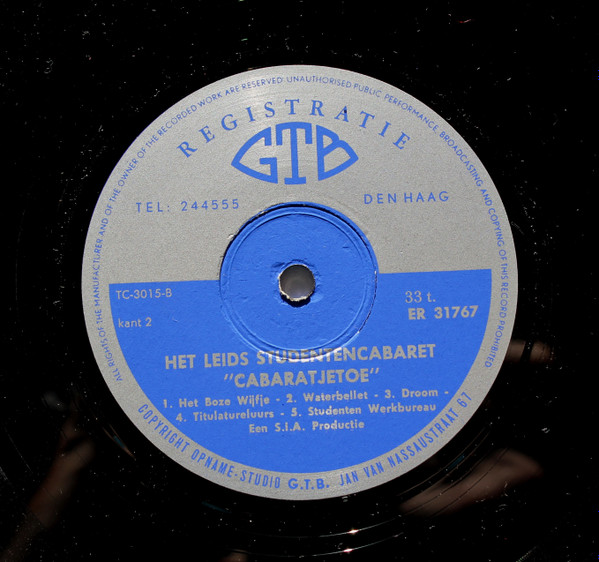 ALL RIGHTS OF THE MANUFACTURER AND OF THE OWNER OF THE RECORDED WORK ARE RESERVED UNAUTHORISED PUBLIC PERFORMANCE, BROADCASTING AND COPYING OF THIS RECORD PROHIBITED
REGISTRATIE
GTB
TEL: 244555 DEN HAAG
TC-3015-B 33 t.
kant 2 ER 31767
HET LEIDS STUDENTENCABARET
"CABARATJETOE"
1. Het Boze Wijfje - 2. Waterbellet - 3. Droom -
4. Titulatureluurs - 5. Studenten Werkbureau
Een S.I.A. Productie
COPYRIGHT OPNAME-STUDIO G.T.B. JAN VAN NASSAUSTRAAT 67